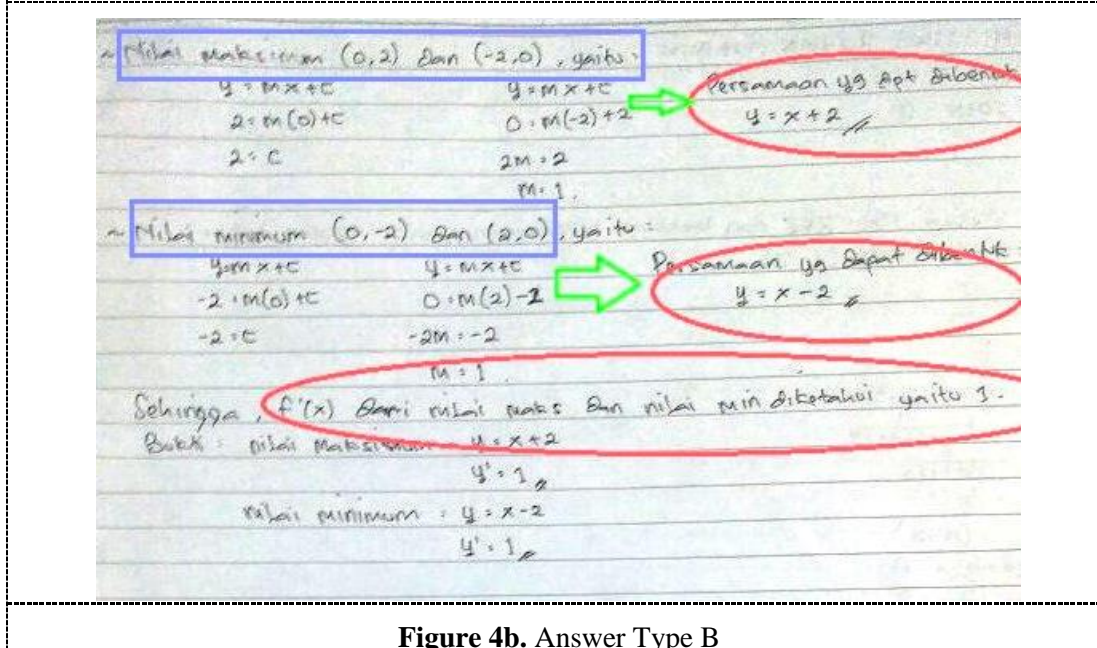 ~ Nilai maksimum (0,2) dan (-2,0), yaitu :
y = mx + c y = mx + c Persamaan yg dpt dibentuk
2 = m(0) + c 0 = m(-2) + 2 y = x + 2
2 = c 2m = 2
m = 1.
~ Nilai minimum (0,-2) dan (2,0), yaitu :
y = mx + c y = mx + c Persamaan yg dapat dibentuk
-2 = m(0) + c 0 = m(2) - 2 y = x - 2
-2 = c -2m = -2
m = 1.
Sehingga, f'(x) dari nilai maks dan nilai min diketahui yaitu 1.
Bukti : nilai maksimum y = x + 2
y' = 1
nilai minimum : y = x - 2
y' = 1
Figure 4b. Answer Type B